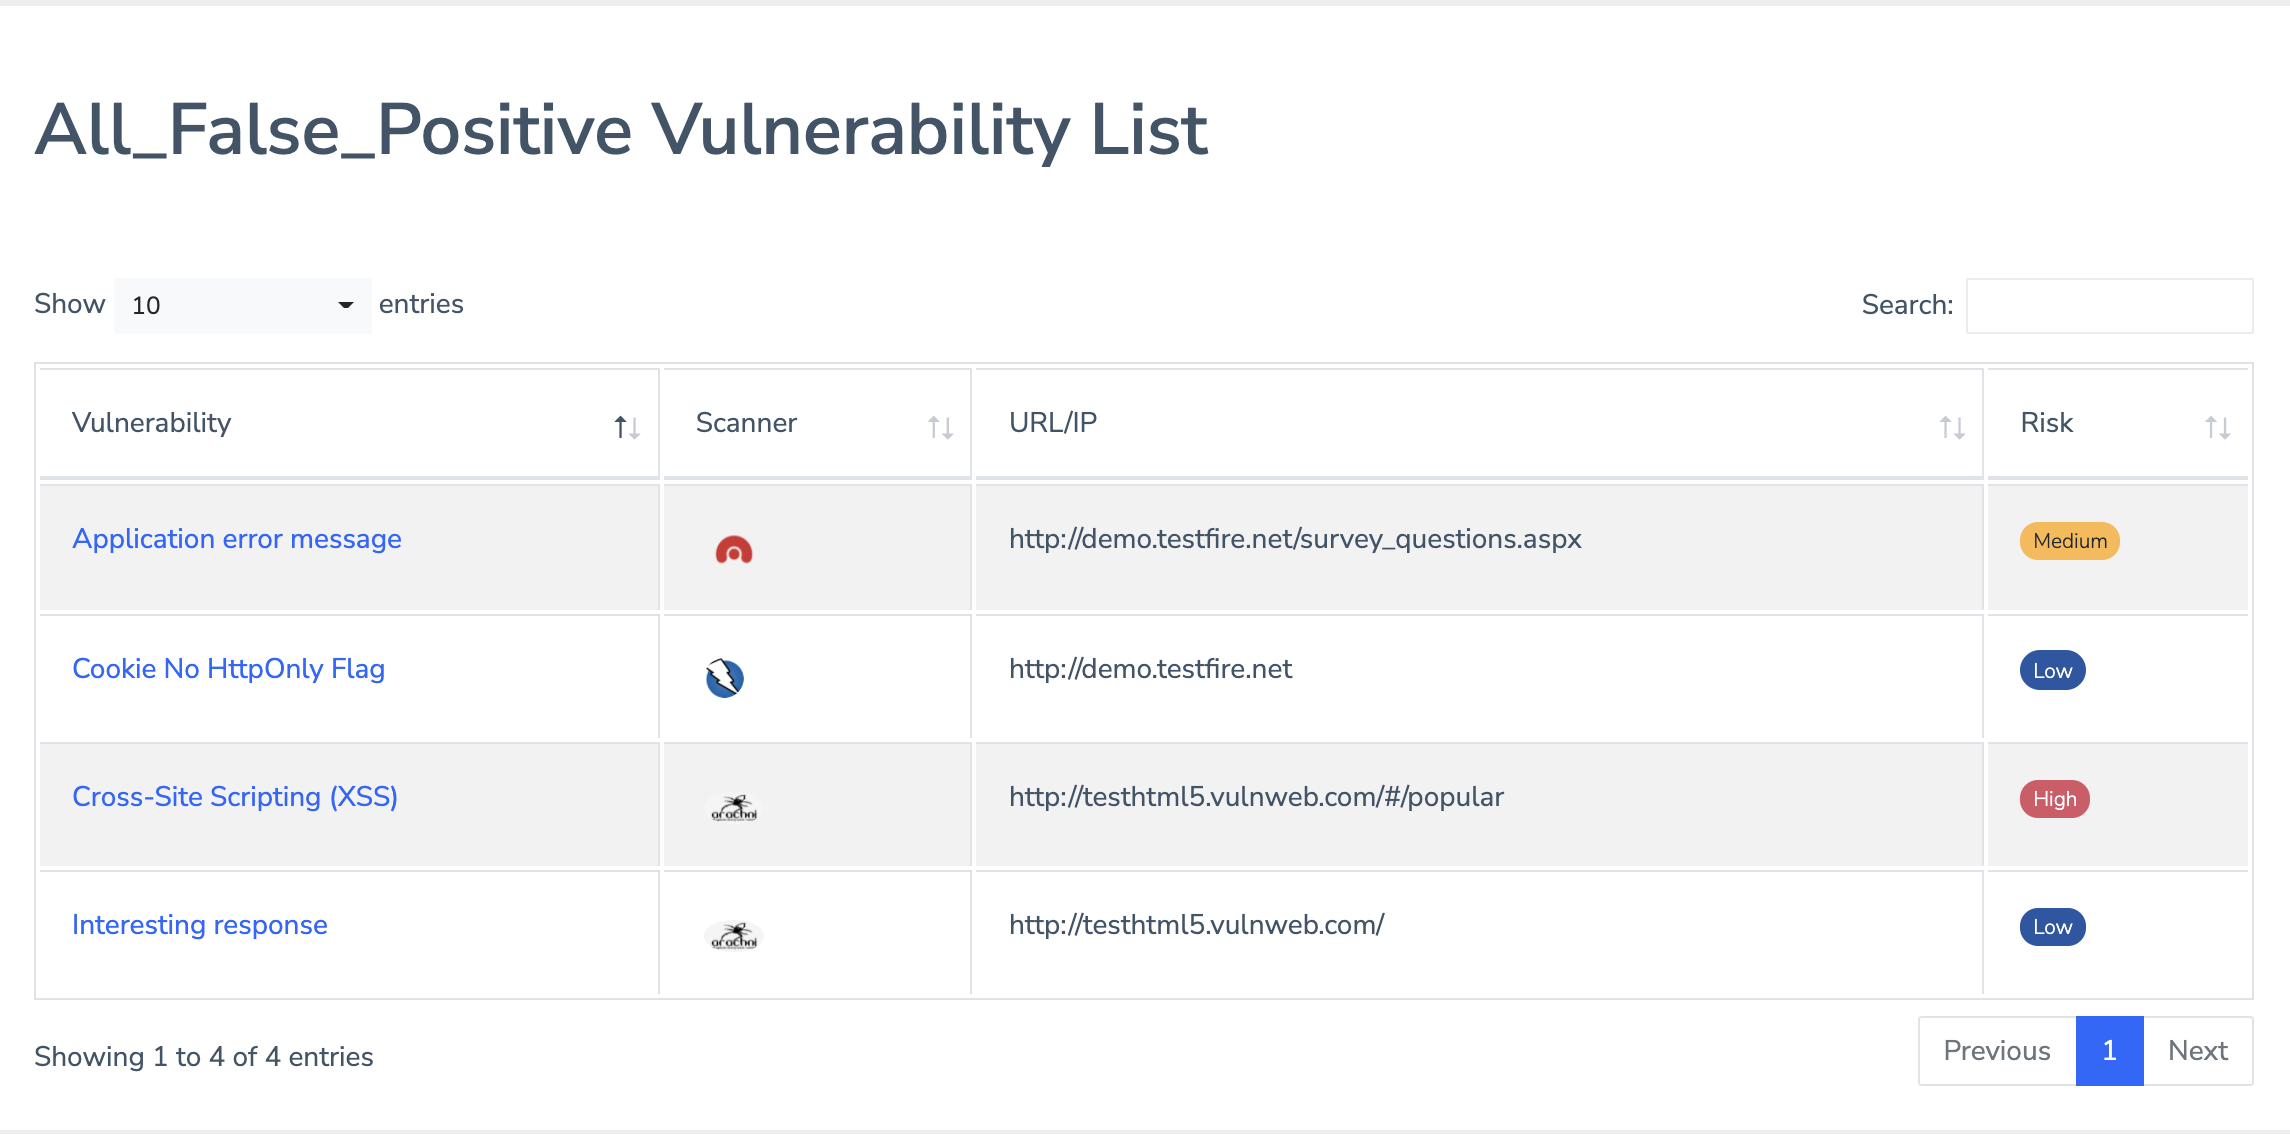 All_False_Positive Vulnerability List
Show 10 entries Search:
Vulnerability Scanner URL/IP Risk
Application error message http://demo.testfire.net/survey_questions.aspx Medium
Cookie No HttpOnly Flag http://demo.testfire.net Low
Cross-Site Scripting (XSS) arachni http://testhtml5.vulnweb.com/#/popular High
Interesting response arachni http://testhtml5.vulnweb.com/ Low
Showing 1 to 4 of 4 entries Previous 1 Next